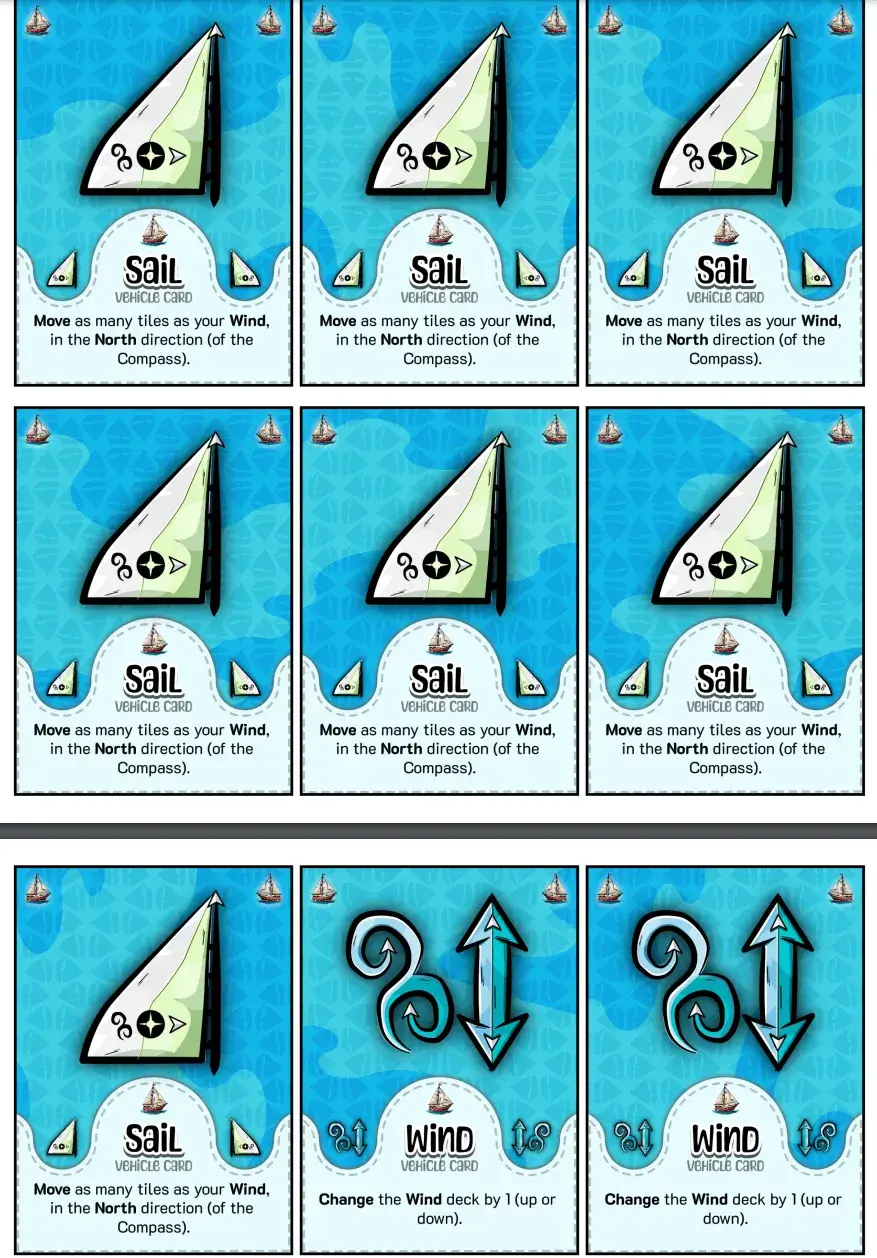 Sail
VEHICLE CARD
Move as many tiles as your Wind,
in the North direction (of the
Compass).
Sail
VEHICLE CARD
Move as many tiles as your Wind,
in the North direction (of the
Compass).
Sail
VEHICLE CARD
Move as many tiles as your Wind,
in the North direction (of the
Compass).
Sail
VEHICLE CARD
Move as many tiles as your Wind,
in the North direction (of the
Compass).
Sail
VEHICLE CARD
Move as many tiles as your Wind,
in the North direction (of the
Compass).
Sail
VEHICLE CARD
Move as many tiles as your Wind,
in the North direction (of the
Compass).
Sail
VEHICLE CARD
Move as many tiles as your Wind,
in the North direction (of the
Compass).
Wind
VEHICLE CARD
Change the Wind deck by 1 (up or
down).
Wind
VEHICLE CARD
Change the Wind deck by 1 (up or
down).